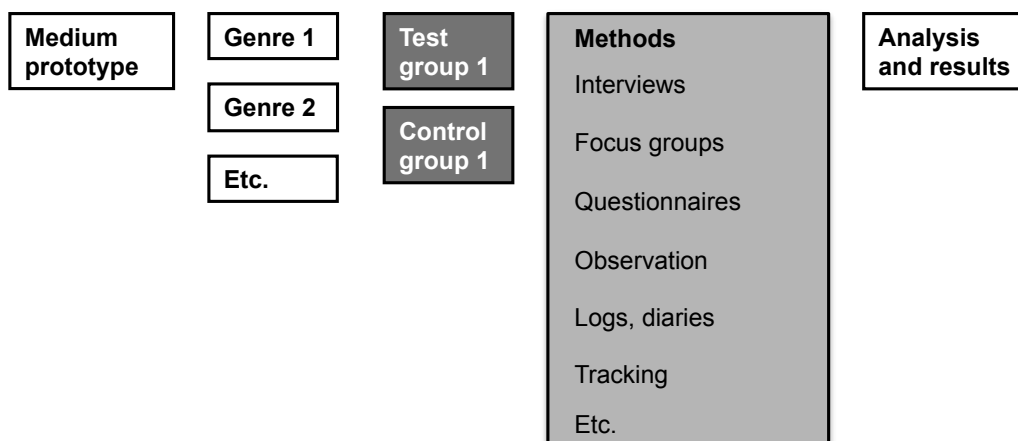 Medium
prototype
Genre 1
Genre 2
Etc.
Test
group 1
Control
group 1
Methods
Interviews
Focus groups
Questionnaires
Observation
Logs, diaries
Tracking
Etc.
Analysis
and results